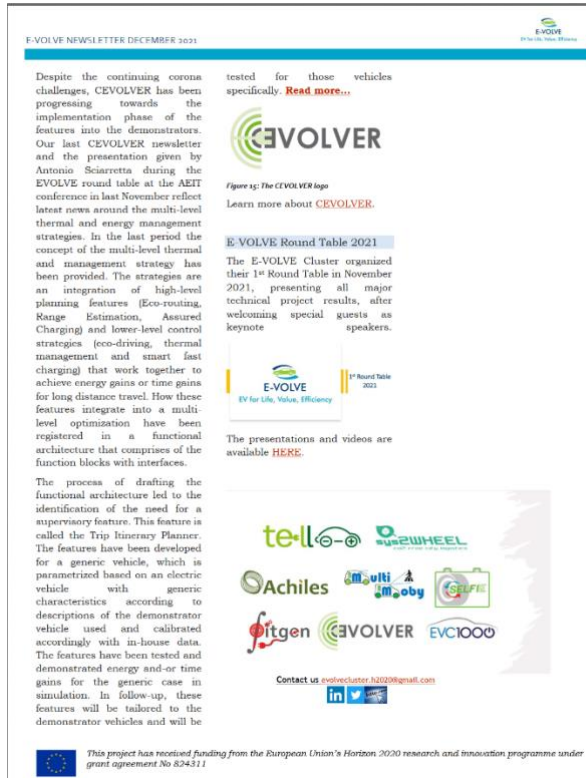 E-VOLVE NEWSLETTER DECEMBER 2021
E-VOLVE
EV for Life, Value, Efficiency
Despite the continuing corona
challenges, CEVOLVER has been
progressing towards the
implementation phase of the
features into the demonstrators.
Our last CEVOLVER newsletter
and the presentation given by
Antonio Sciarretta during the
EVOLVE round table at the AEIT
conference in last November reflect
latest news around the multi-level
thermal and energy management
strategies. In the last period the
concept of the multi-level thermal
and management strategy has
been provided. The strategies are
an integration of high-level
planning features (Eco-routing,
Range Estimation, Assured
Charging) and lower-level control
strategies (eco-driving, thermal
management and smart fast
charging) that work together to
achieve energy gains or time gains
for long distance travel. How these
features integrate into a multi-
level optimization have been
registered in a functional
architecture that comprises of the
function blocks with interfaces.
The process of drafting the
functional architecture led to the
identification of the need for a
supervisory feature. This feature is
called the Trip Itinerary Planner.
The features have been developed
for a generic vehicle, which is
parametrized based on an electric
vehicle with generic
characteristics according to
descriptions of the demonstrator
vehicle used and calibrated
accordingly with in-house data.
The features have been tested and
demonstrated energy and-or time
gains for the generic case in
simulation. In follow-up, these
features will be tailored to the
demonstrator vehicles and will be
tested for those vehicles
specifically. Read more...
CEVOLVER
Figure 15: The CEVOLVER logo
Learn more about CEVOLVER.
E-VOLVE Round Table 2021
The E-VOLVE Cluster organized
their 1st Round Table in November
2021, presenting all major
technical project results, after
welcoming special guests as
keynote speakers.
E-VOLVE
EV for Life, Value, Efficiency
1st Round Table
2021
The presentations and videos are
available HERE.
tello
sys2WHEEL
Achiles
Multi
Moby
SELFIE
Fitgen
CEVOLVER
EVC1000
Contact us evolvecluster.h2020@gmail.com
in
This project has received funding from the European Union's Horizon 2020 research and innovation programme under
grant agreement No 824311